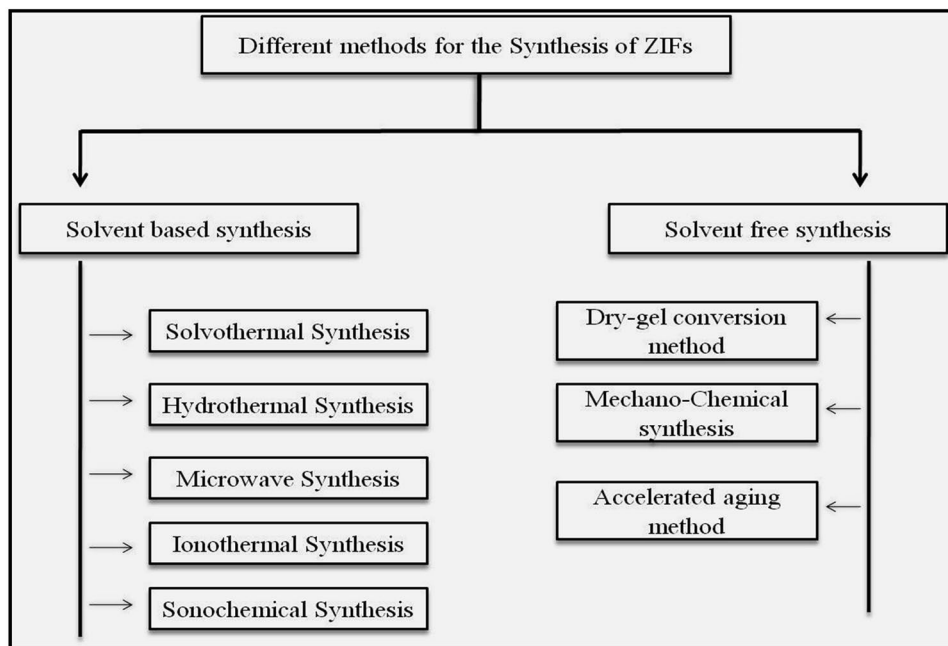 Different methods for the Synthesis of ZIFs
Solvent based synthesis
Solvothermal Synthesis
Hydrothermal Synthesis
Microwave Synthesis
Ionothermal Synthesis
Sonochemical Synthesis
Solvent free synthesis
Dry-gel conversion
method
Mechano-Chemical
synthesis
Accelerated aging
method